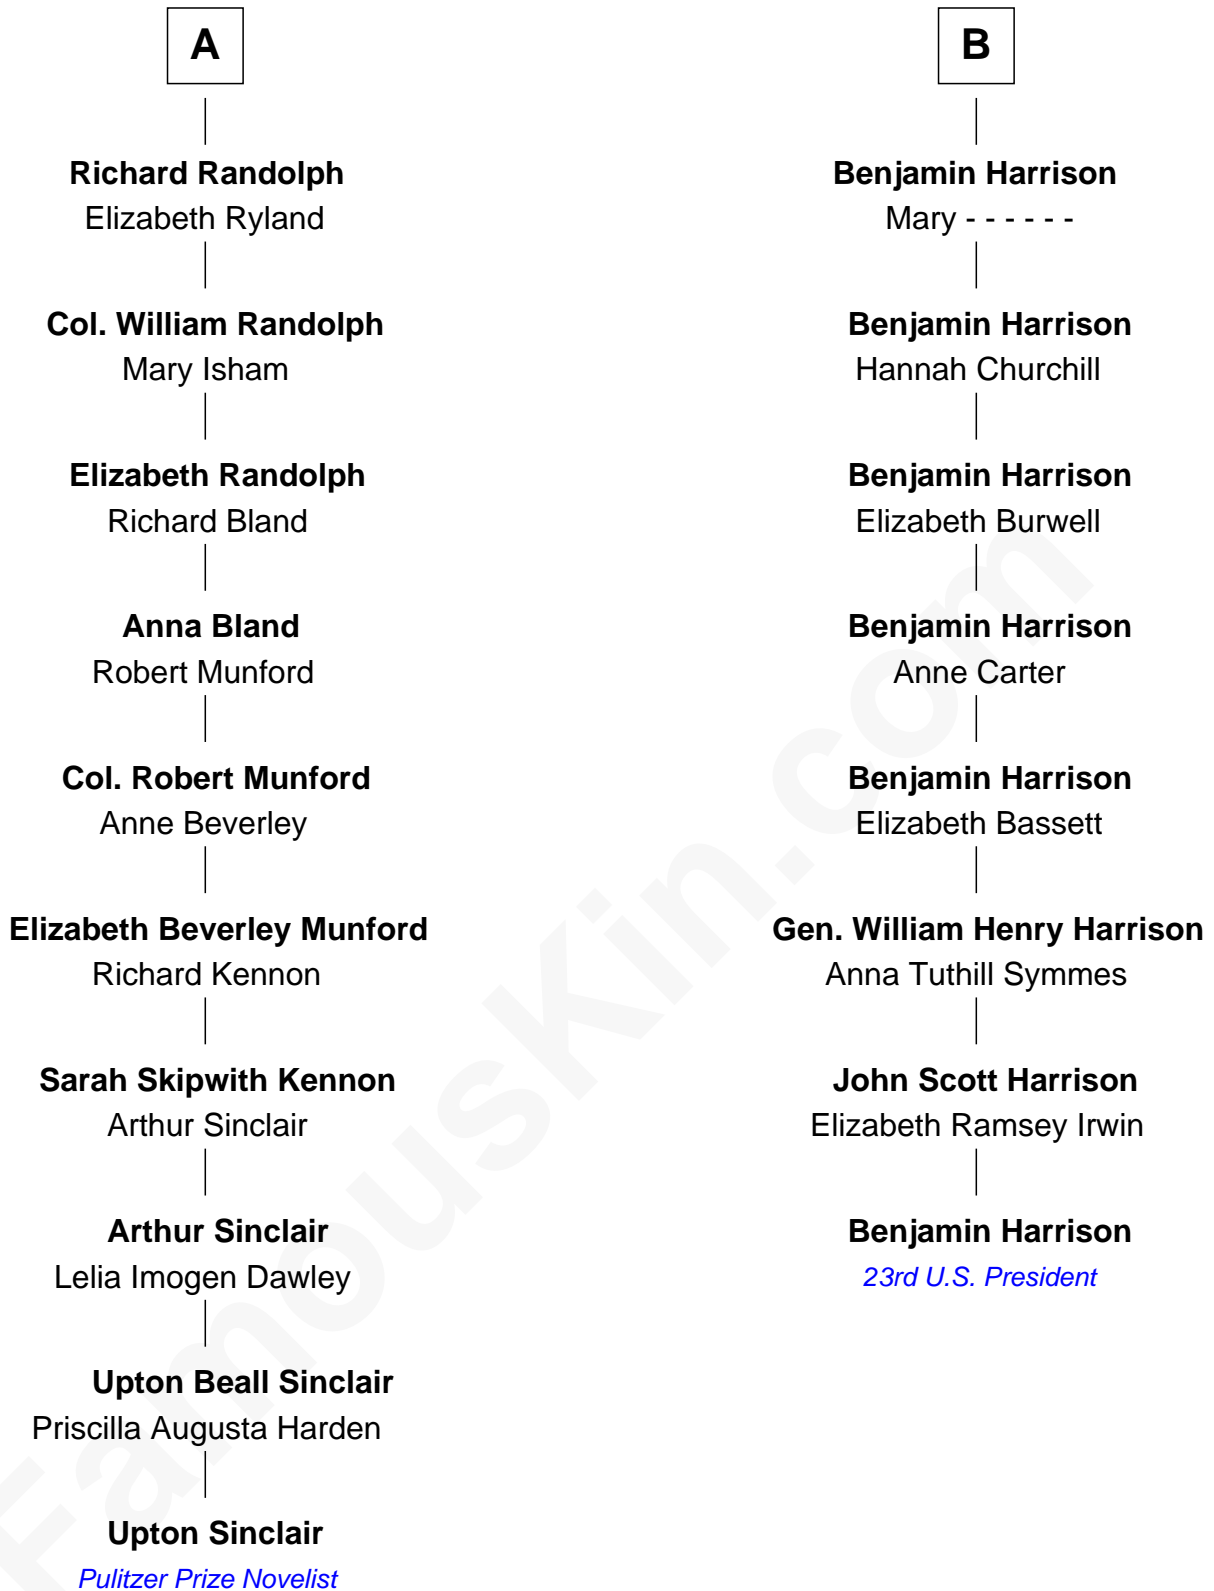 A
Richard Randolph
Elizabeth Ryland
Col. William Randolph
Mary Isham
Elizabeth Randolph
Richard Bland
Anna Bland
Robert Munford
Col. Robert Munford
Anne Beverley
Elizabeth Beverley Munford
Richard Kennon
Sarah Skipwith Kennon
Arthur Sinclair
Arthur Sinclair
Lelia Imogen Dawley
Upton Beall Sinclair
Priscilla Augusta Harden
Upton Sinclair
Pulitzer Prize Novelist
B
Benjamin Harrison
Mary - - - - - -
Benjamin Harrison
Hannah Churchill
Benjamin Harrison
Elizabeth Burwell
Benjamin Harrison
Anne Carter
Benjamin Harrison
Elizabeth Bassett
Gen. William Henry Harrison
Anna Tuthill Symmes
John Scott Harrison
Elizabeth Ramsey Irwin
Benjamin Harrison
23rd U.S. President
FamousKin.com